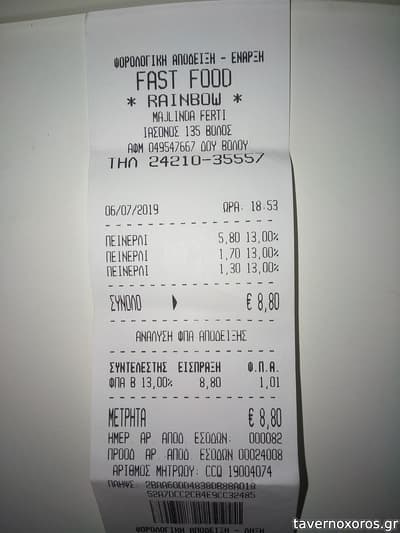 ΦΟΡΟΛΟΓΙΚΗ ΑΠΟΔΕΙΞΗ - ΕΝΑΡΞΗ
FAST FOOD
* RAINBOW *
MAJLINDA FERTI
ΙΑΣΟΝΟΣ 135 ΒΟΛΟΣ
ΑΦΜ 049547667 ΔΟΥ ΒΟΛΟΥ
ΤΗΛ 24210-35557
06/07/2019 ΩΡΑ: 18:53
ΠΕΙΝΕΡΛΙ 5,80 13,00%
ΠΕΙΝΕΡΛΙ 1,70 13,00%
ΠΕΙΝΕΡΛΙ 1,30 13,00%
ΣΥΝΟΛΟ € 8,80
ΑΝΑΛΥΣΗ ΦΠΑ ΑΠΟΔΕΙΞΗΣ
ΣΥΝΤΕΛΕΣΤΗΣ ΕΙΣΠΡΑΞΗ Φ.Π.Α.
ΦΠΑ Β 13,00% 8,80 1,01
ΜΕΤΡΗΤΑ € 8,80
ΗΜΕΡ ΑΡ ΑΠΟΔ ΕΣΟΔΩΝ: 000082
ΠΡΟΟΔ ΑΡ ΑΠΟΔ ΕΣΟΔΩΝ 00024008
ΑΡΙΘΜΟΣ ΜΗΤΡΩΟΥ: CCQ 19004074
ΦΟΡΟΛΟΓΙΚΗ ΑΠΟΔΕΙΞΗ - ΛΗΞΗ
tavernoxoros.gr